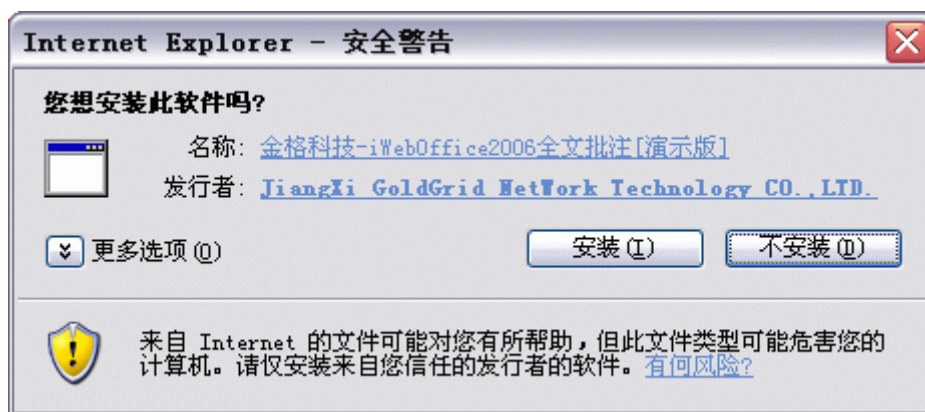 Internet Explorer - 安全警告
您想安装此软件吗?
名称: 金格科技-iWebOffice2006全文批注[演示版]
发行者: JiangXi GoldGrid NetWork Technology CO.,LTD.
更多选项(O) 安装(I) 不安装(D)
来自 Internet 的文件可能对您有所帮助，但此文件类型可能危害您的
计算机。请仅安装来自您信任的发行者的软件。有何风险?